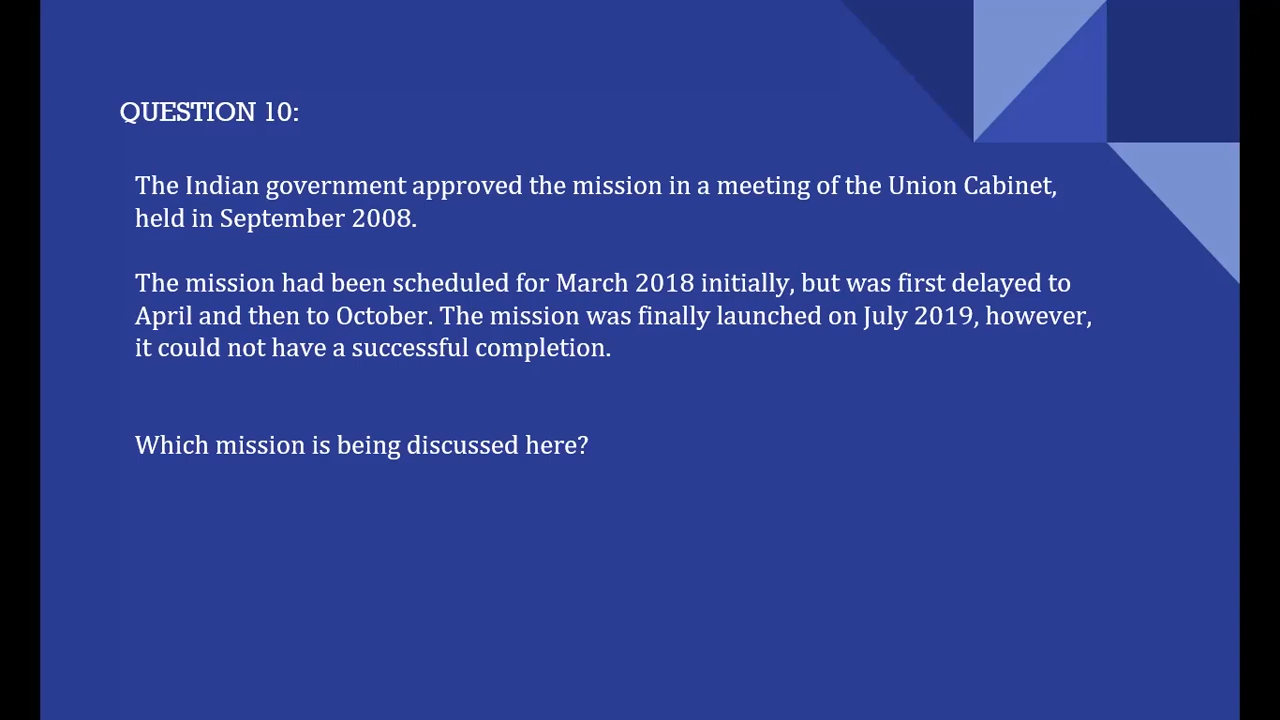 QUESTION 10:
The Indian government approved the mission in a meeting of the Union Cabinet,
held in September 2008.
The mission had been scheduled for March 2018 initially, but was first delayed to
April and then to October. The mission was finally launched on July 2019, however,
it could not have a successful completion.
Which mission is being discussed here?